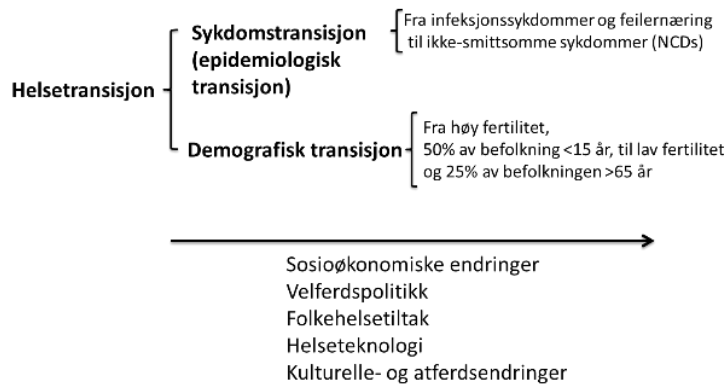 Helsetransisjon
Sykdomstransisjon
(epidemiologisk
transisjon)
Fra infeksjonssykdommer og feilernæring
til ikke-smittsomme sykdommer (NCDs)
Demografisk transisjon
Fra høy fertilitet,
50% av befolkning <15 år, til lav fertilitet
og 25% av befolkningen >65 år
Sosioøkonomiske endringer
Velferdspolitikk
Folkehelsetiltak
Helseteknologi
Kulturelle- og atferdsendringer